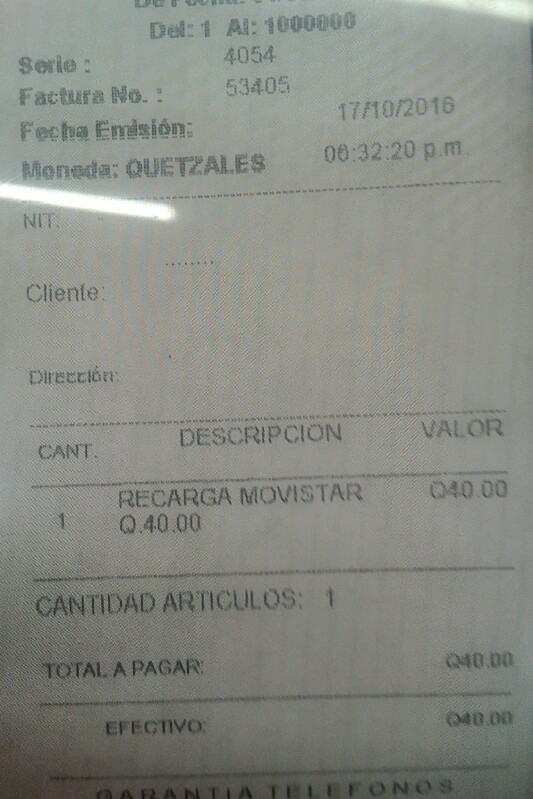 Del: 1 Al: 1000000
Serie : 4054
Factura No. : 53405
Fecha Emisión: 17/10/2016
Moneda: QUETZALES 06:32:20 p.m.
NIT:
........
Cliente:
Dirección:
CANT. DESCRIPCION VALOR
1 RECARGA MOVISTAR Q40.00
Q.40.00
CANTIDAD ARTICULOS: 1
TOTAL A PAGAR: Q40.00
EFECTIVO: Q40.00
GARANTIA TELEFONOS